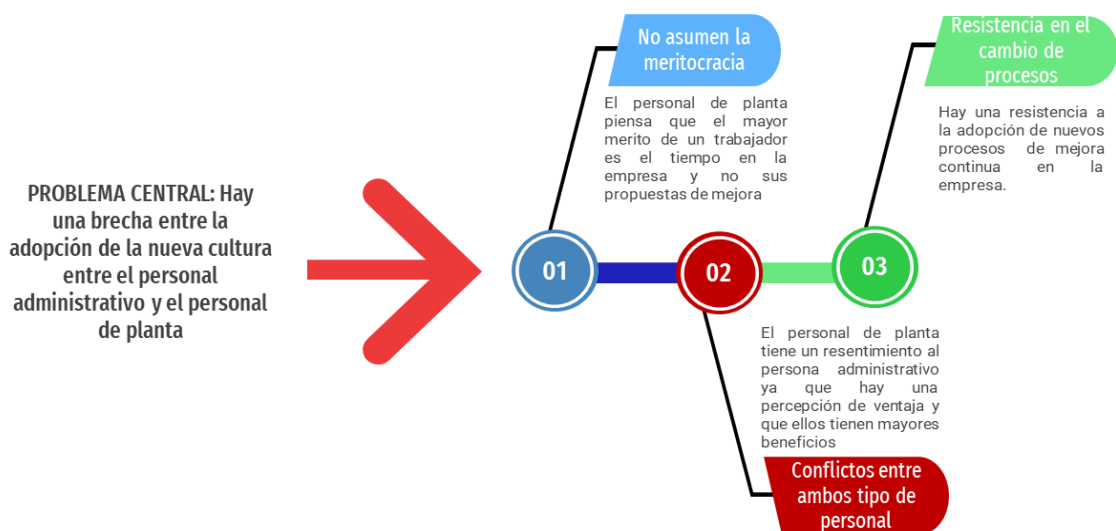 PROBLEMA CENTRAL: Hay
una brecha entre la
adopción de la nueva cultura
entre el personal
administrativo y el personal
de planta
No asumen la
meritocracia
El personal de planta
piensa que el mayor
merito de un trabajador
es el tiempo en la
empresa y no sus
propuestas de mejora
01
02
El personal de planta
tiene un resentimiento al
persona administrativo
ya que hay una
percepción de ventaja y
que ellos tienen mayores
beneficios
Conflictos entre
ambos tipo de
personal
Resistencia en el
cambio de
procesos
Hay una resistencia a
la adopción de nuevos
procesos de mejora
continua en la
empresa.
03